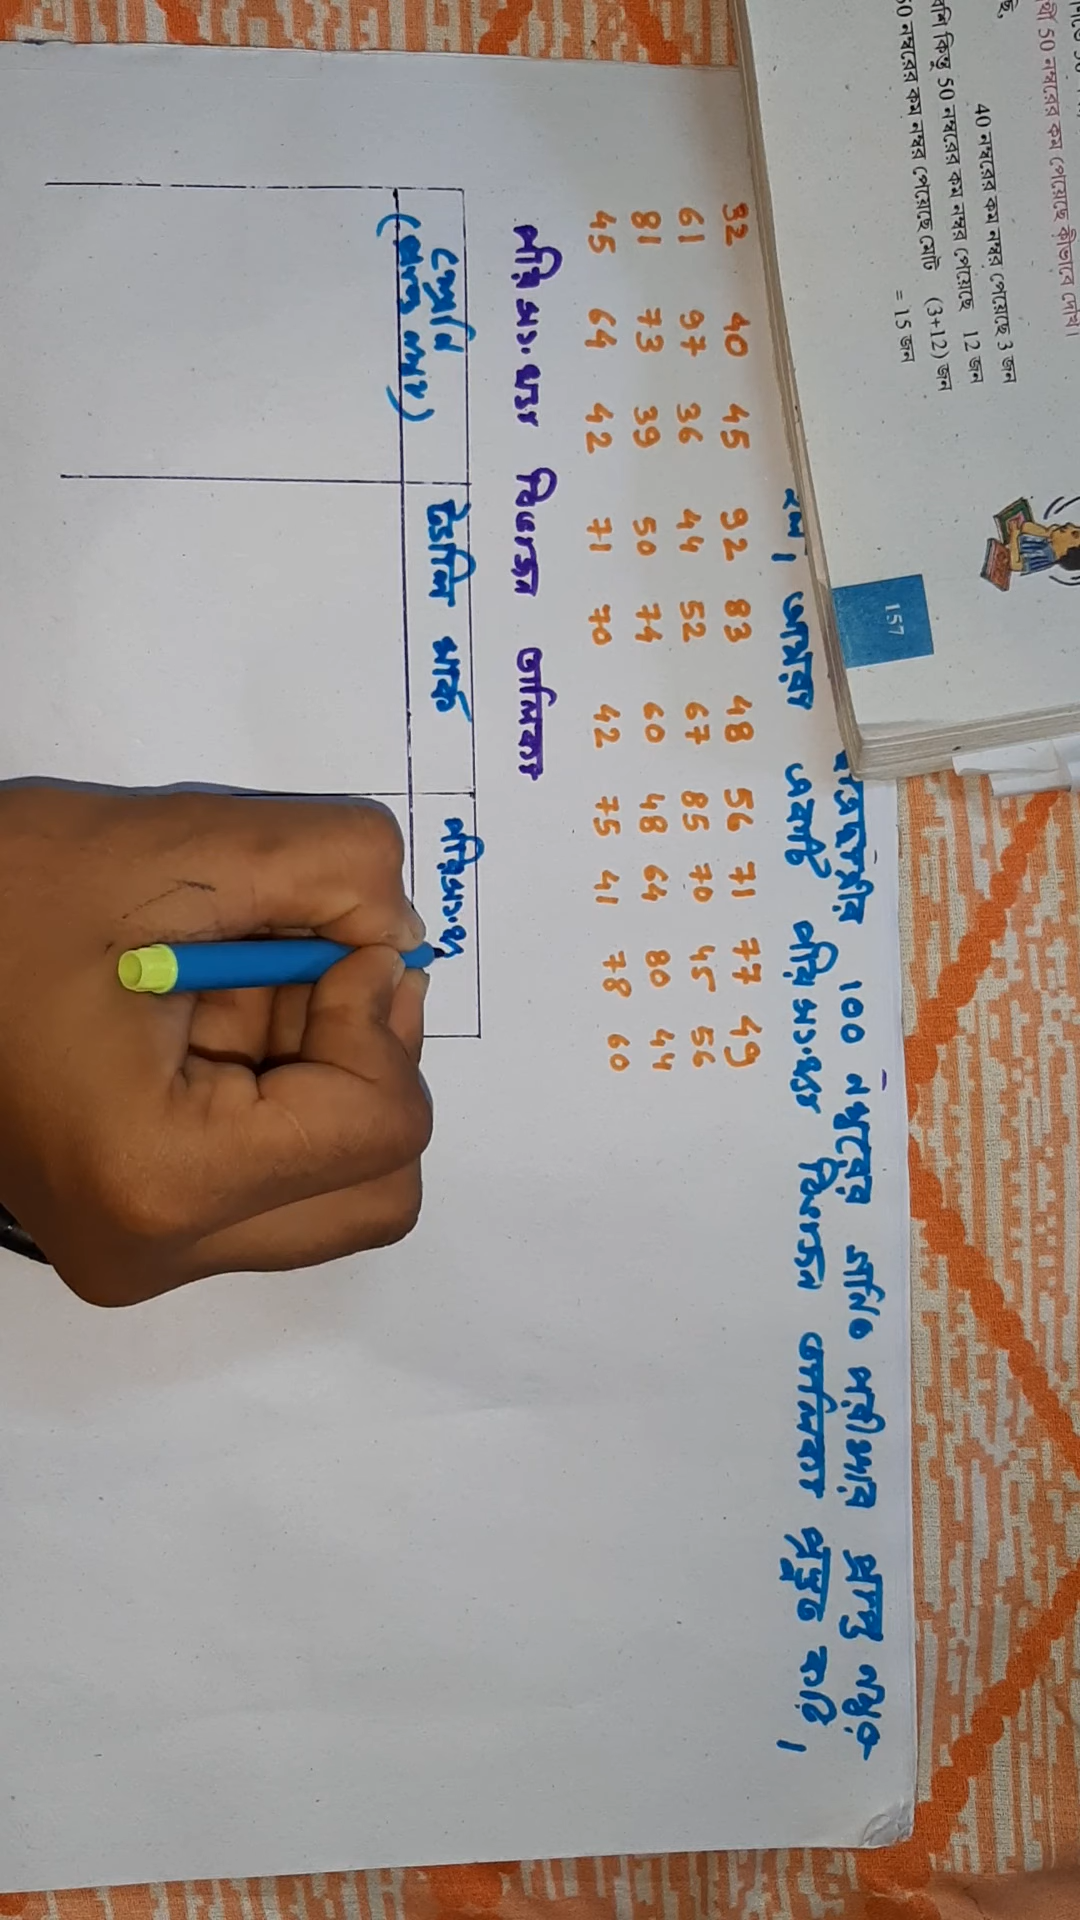 40 নম্বরের কম নম্বর পেয়েছে 3 জন
কিন্তু 50 নম্বরের কম নম্বর পেয়েছে 12 জন
50 নম্বরের কম নম্বর পেয়েছে মোট (3+12) জন
= 15 জন
157
ছাত্রছাত্রীর 100 নম্বরের গণিত পরীক্ষার প্রাপ্ত নম্বর
হল। আমরা একটি পরিসংখ্যা বিভাজন তালিকা প্রস্তুত করি।
32 40 45 32 83 48 56 71 77 49
61 97 36 44 52 67 85 70 45 56
81 73 39 50 74 60 48 64 80 44
45 64 42 71 70 42 75 41 78 60
পরিসংখ্যা বিভাজন তালিকা
শ্রেণি টেলি মার্ক পরিসংখ্যা
(প্রাপ্ত নম্বর)